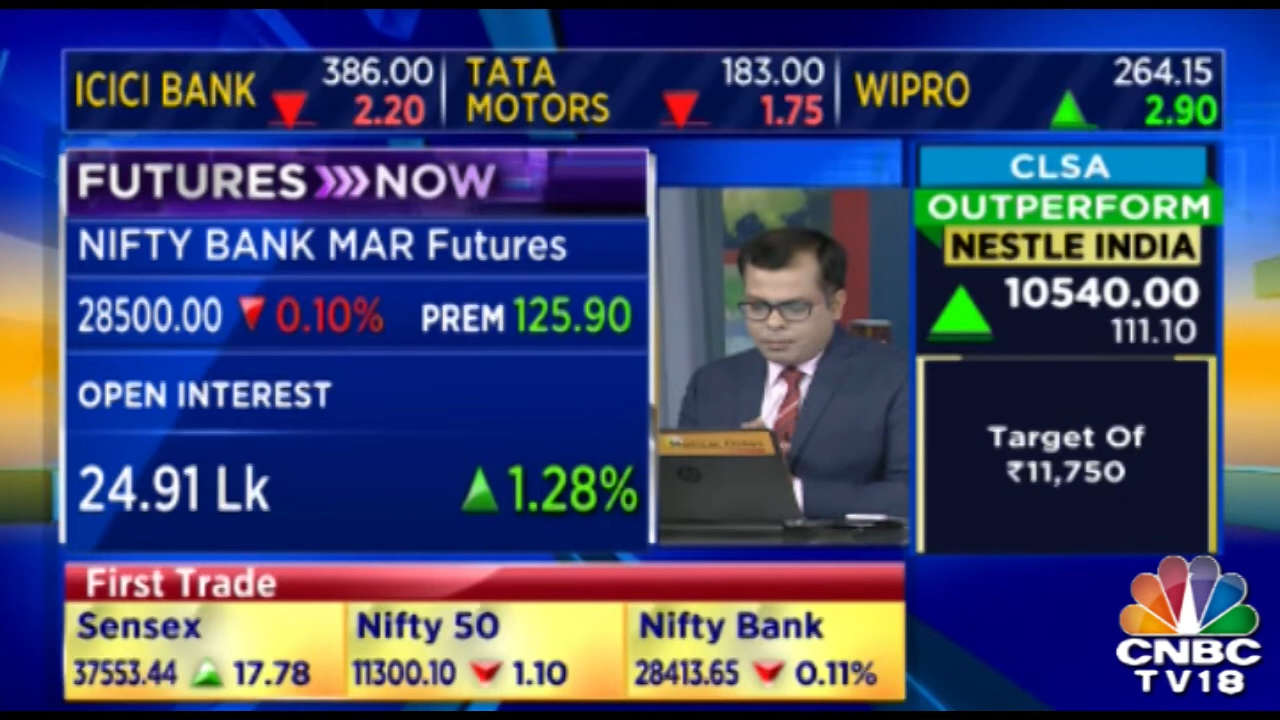 ICICI BANK 386.00 2.20
TATA MOTORS 183.00 1.75
WIPRO 264.15 2.90
FUTURES NOW
NIFTY BANK MAR Futures
28500.00 0.10% PREM 125.90
OPEN INTEREST
24.91 Lk 1.28%
CLSA
OUTPERFORM
NESTLE INDIA
10540.00
111.10
Target Of
₹11,750
First Trade
Sensex
37553.44 17.78
Nifty 50
11300.10 1.10
Nifty Bank
28413.65 0.11%
CNBC
TV18